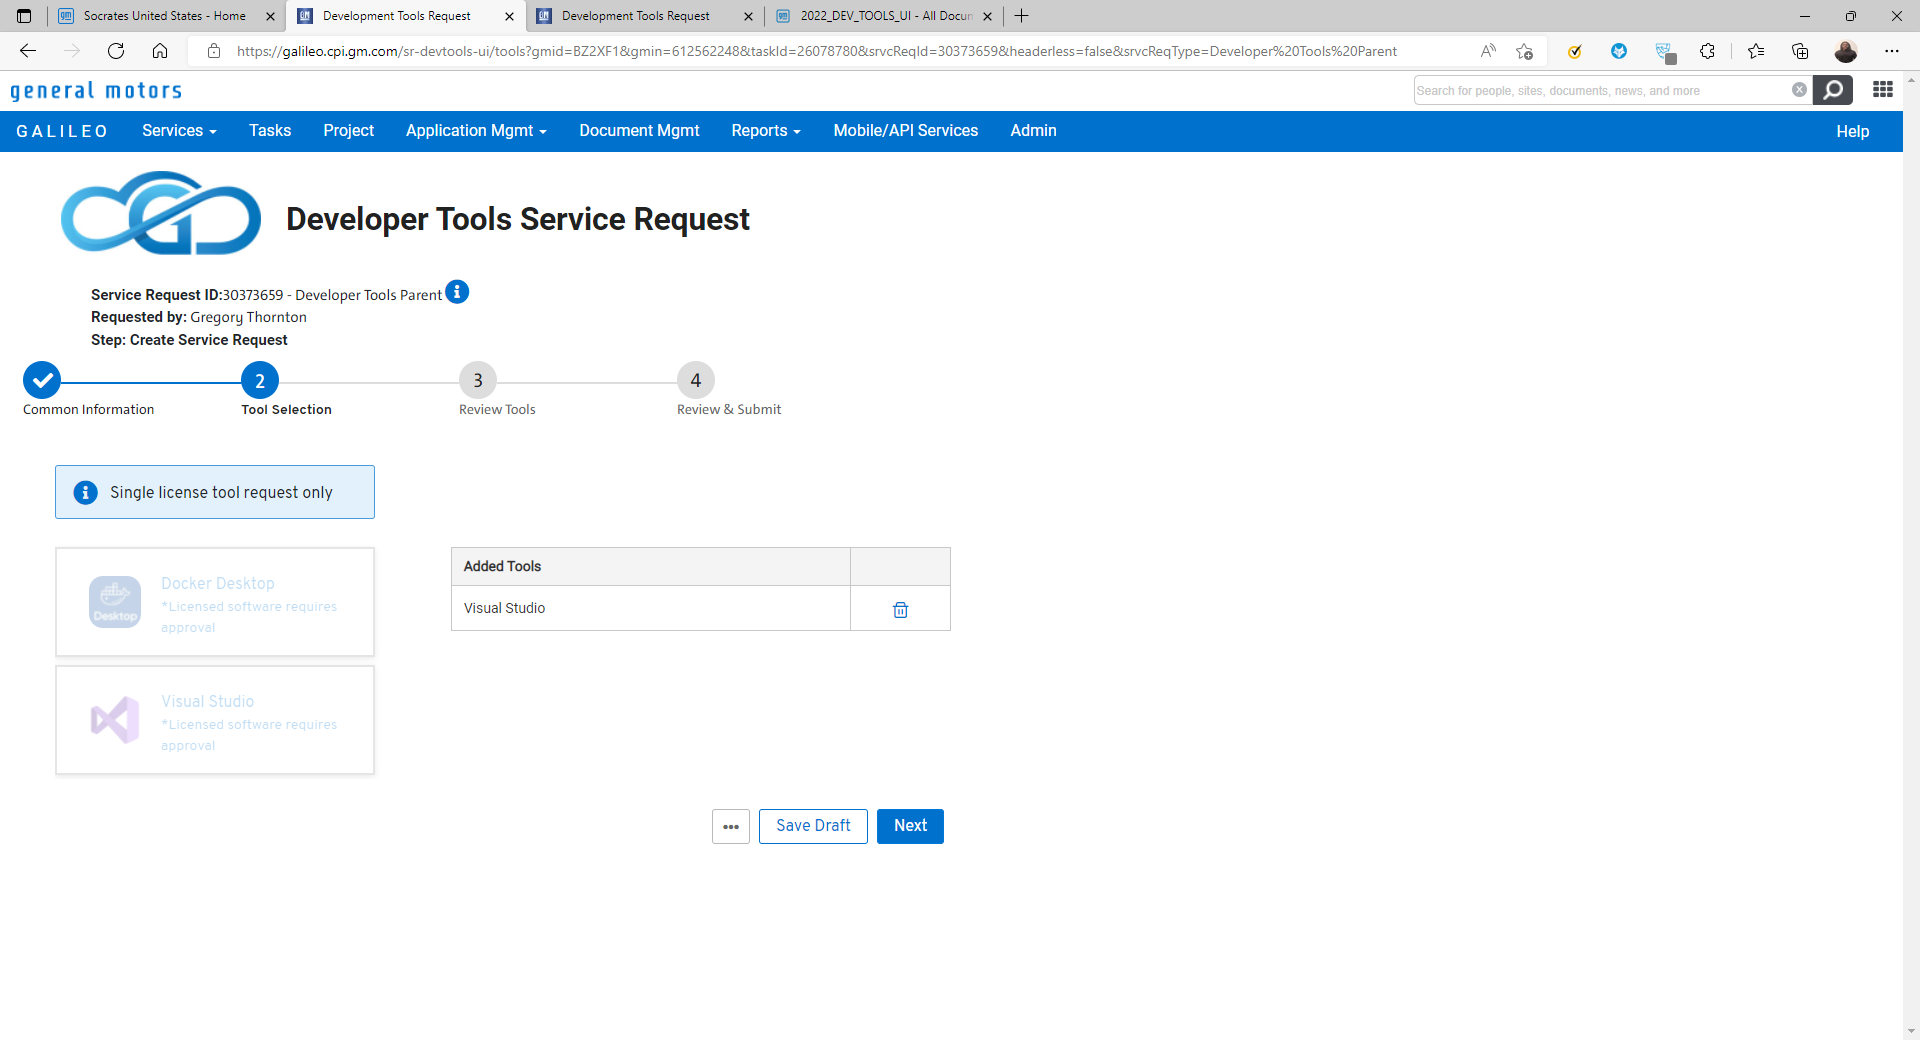 Socrates United States - Home
Development Tools Request
Development Tools Request
2022_DEV_TOOLS_UI - All Docum
https://galileo.cpi.gm.com/sr-devtools-ui/tools?gmid=BZ2XF1&gmin=612562248&taskId=26078780&srvcReqId=30373659&headerless=false&srvcReqType=Developer%20Tools%20Parent
general motors
Search for people, sites, documents, news, and more
GALILEO Services Tasks Project Application Mgmt Document Mgmt Reports Mobile/API Services Admin Help
Developer Tools Service Request
Service Request ID:30373659 - Developer Tools Parent
Requested by: Gregory Thornton
Step: Create Service Request
2 3 4
Common Information Tool Selection Review Tools Review & Submit
Single license tool request only
Desktop
Docker Desktop
*Licensed software requires
approval
Visual Studio
*Licensed software requires
approval
Added Tools
Visual Studio
••• Save Draft Next